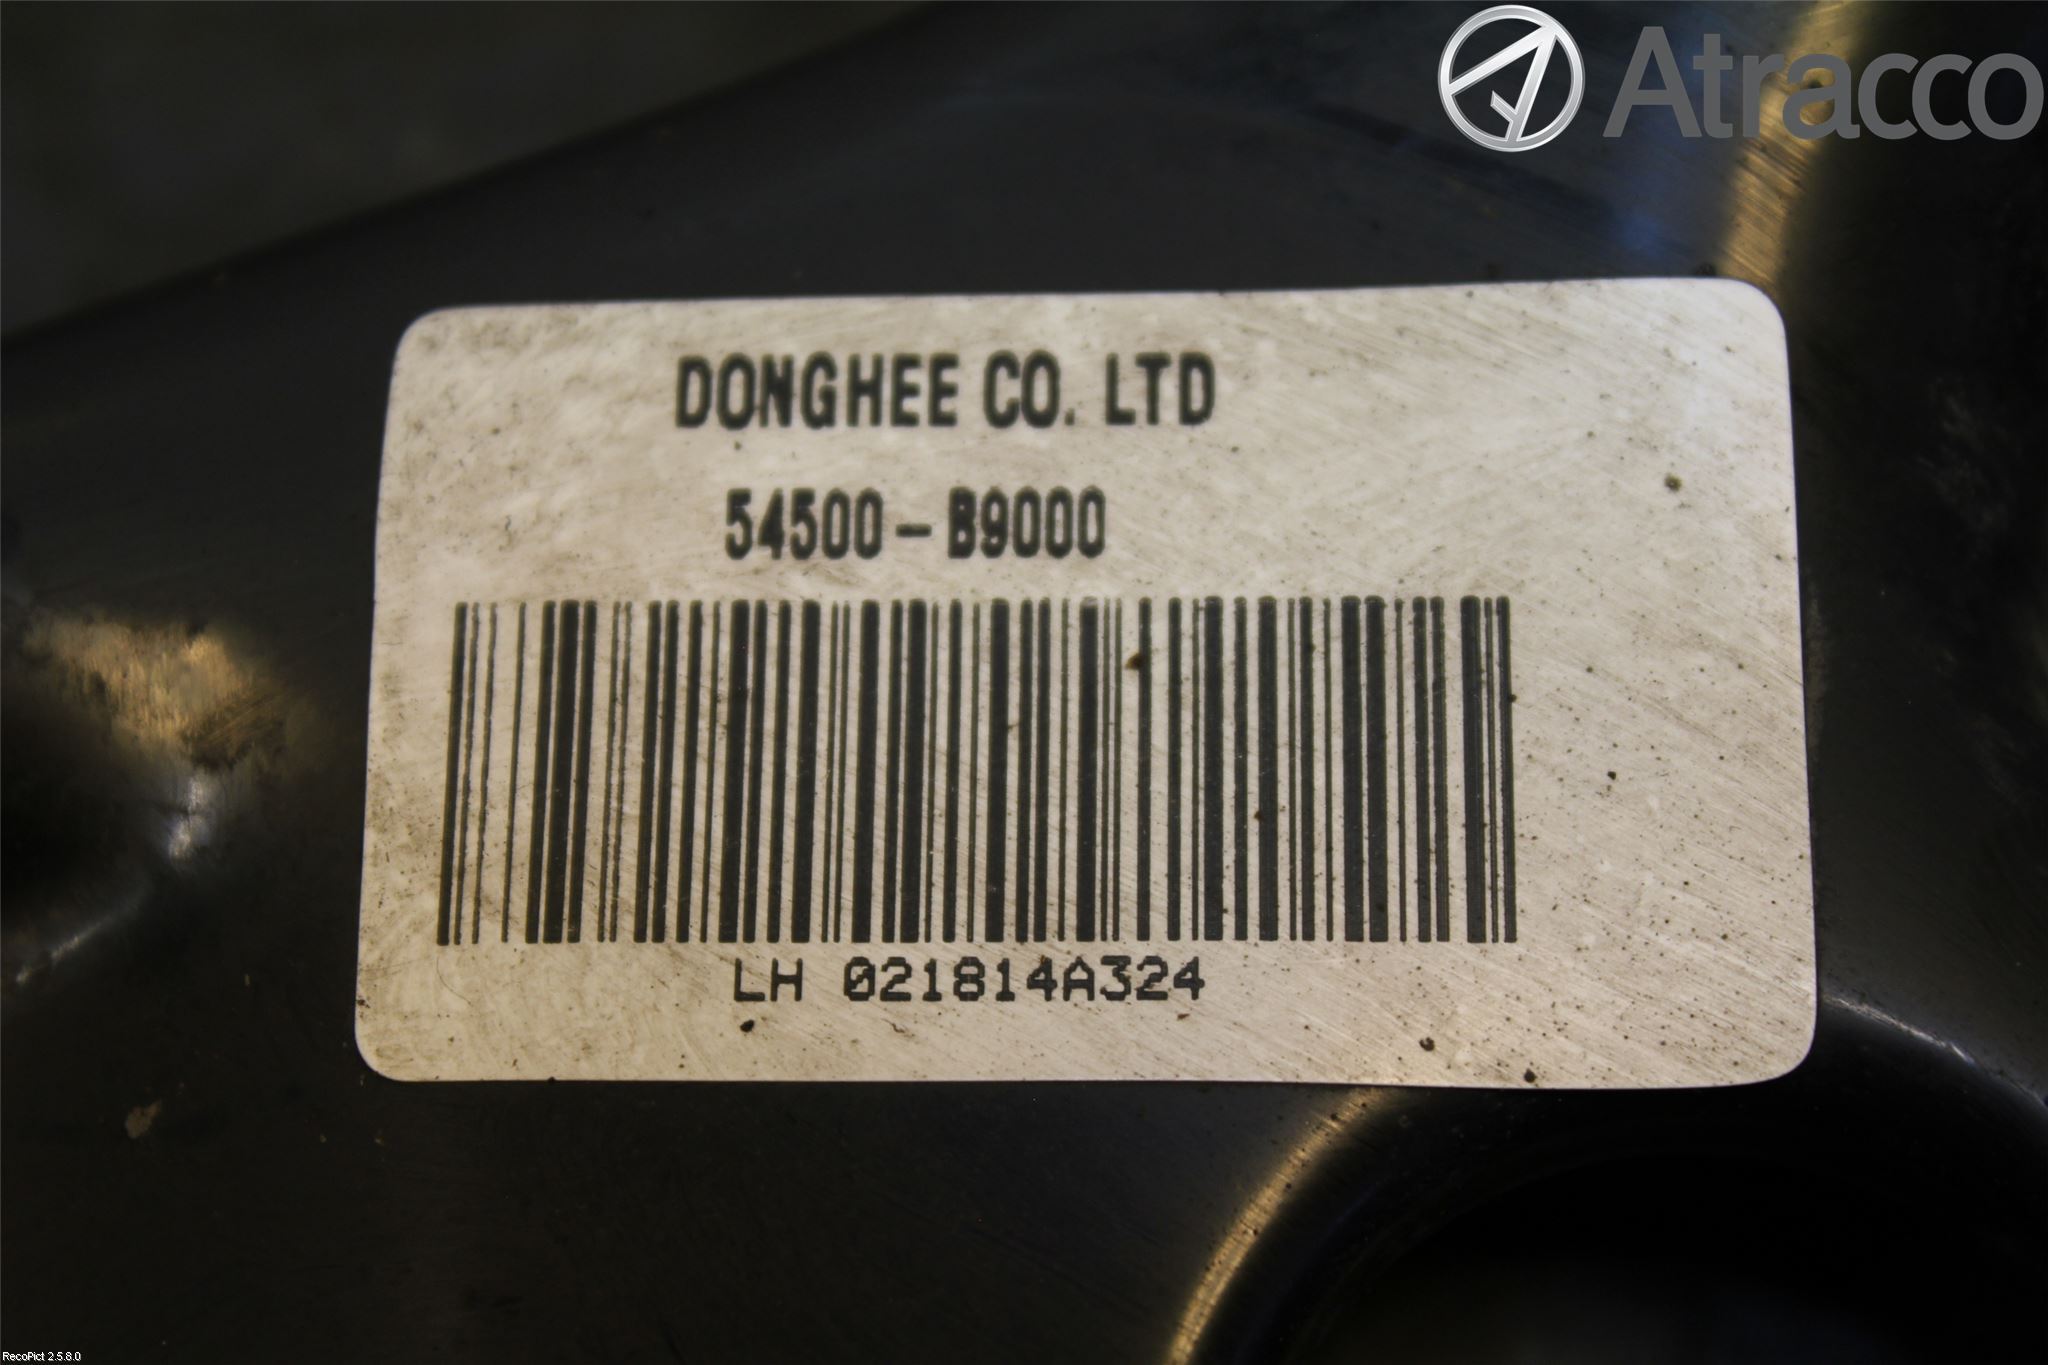 Atracco
DONGHEE CO. LTD
54500-B9000
LH 021814A324
RecoPict 2.5.8.0